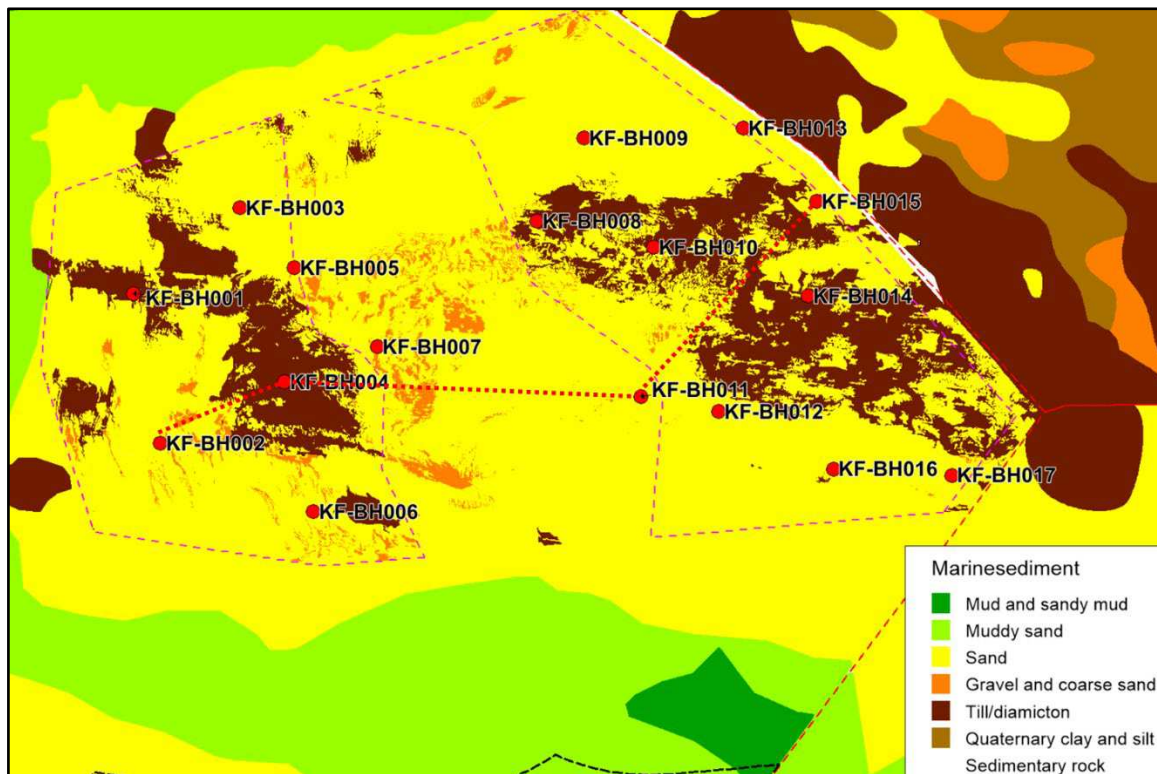 KF-BH013
KF-BH009
KF-BH015
KF-BH003
KF-BH008
KF-BH010
KF-BH005
KF-BH001
KF-BH014
KF-BH007
KF-BH004
KF-BH011
KF-BH012
KF-BH002
KF-BH016
KF-BH017
KF-BH006
Marinesediment
Mud and sandy mud
Muddy sand
Sand
Gravel and coarse sand
Till/diamicton
Quaternary clay and silt
Sedimentary rock